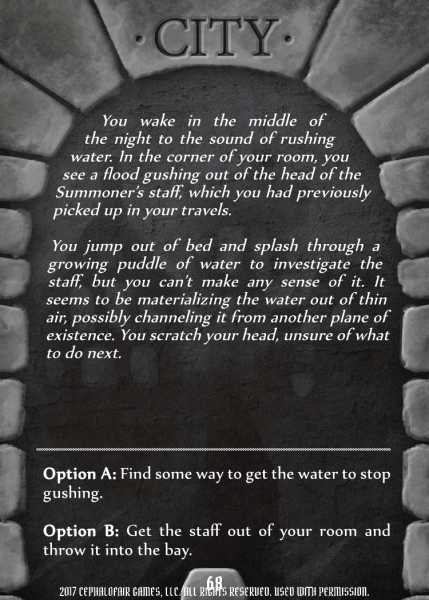 · CITY ·
You wake in the middle of
the night to the sound of rushing
water. In the corner of your room, you
see a flood gushing out of the head of the
Summoner's staff, which you had previously
picked up in your travels.
You jump out of bed and splash through a
growing puddle of water to investigate the
staff, but you can't make any sense of it. It
seems to be materializing the water out of thin
air, possibly channeling it from another plane of
existence. You scratch your head, unsure of what
to do next.
Option A: Find some way to get the water to stop
gushing.
Option B: Get the staff out of your room and
throw it into the bay.
68
2017 CEPHALOFAIR GAMES, LLC. ALL RIGHTS RESERVED. USED WITH PERMISSION.